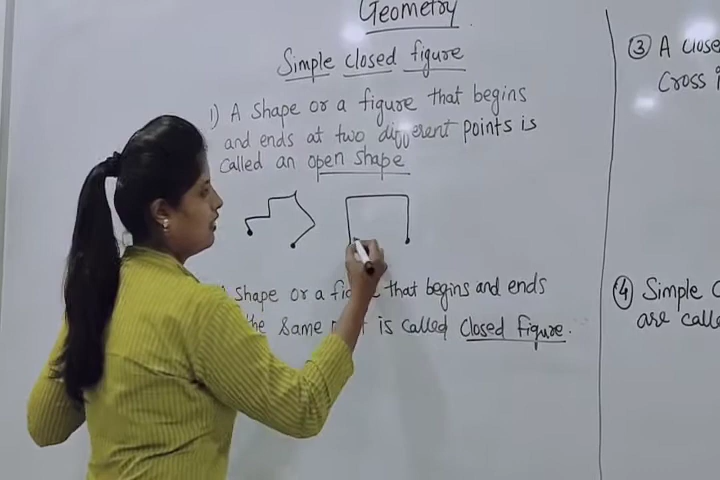 Geometry
Simple closed figure
1) A Shape or a figure that begins
and ends at two different points is
called an open shape
Shape or a that begins and ends
the Same is called Closed Figure.
③ A Close
Cross i
④ Simple C
are calle